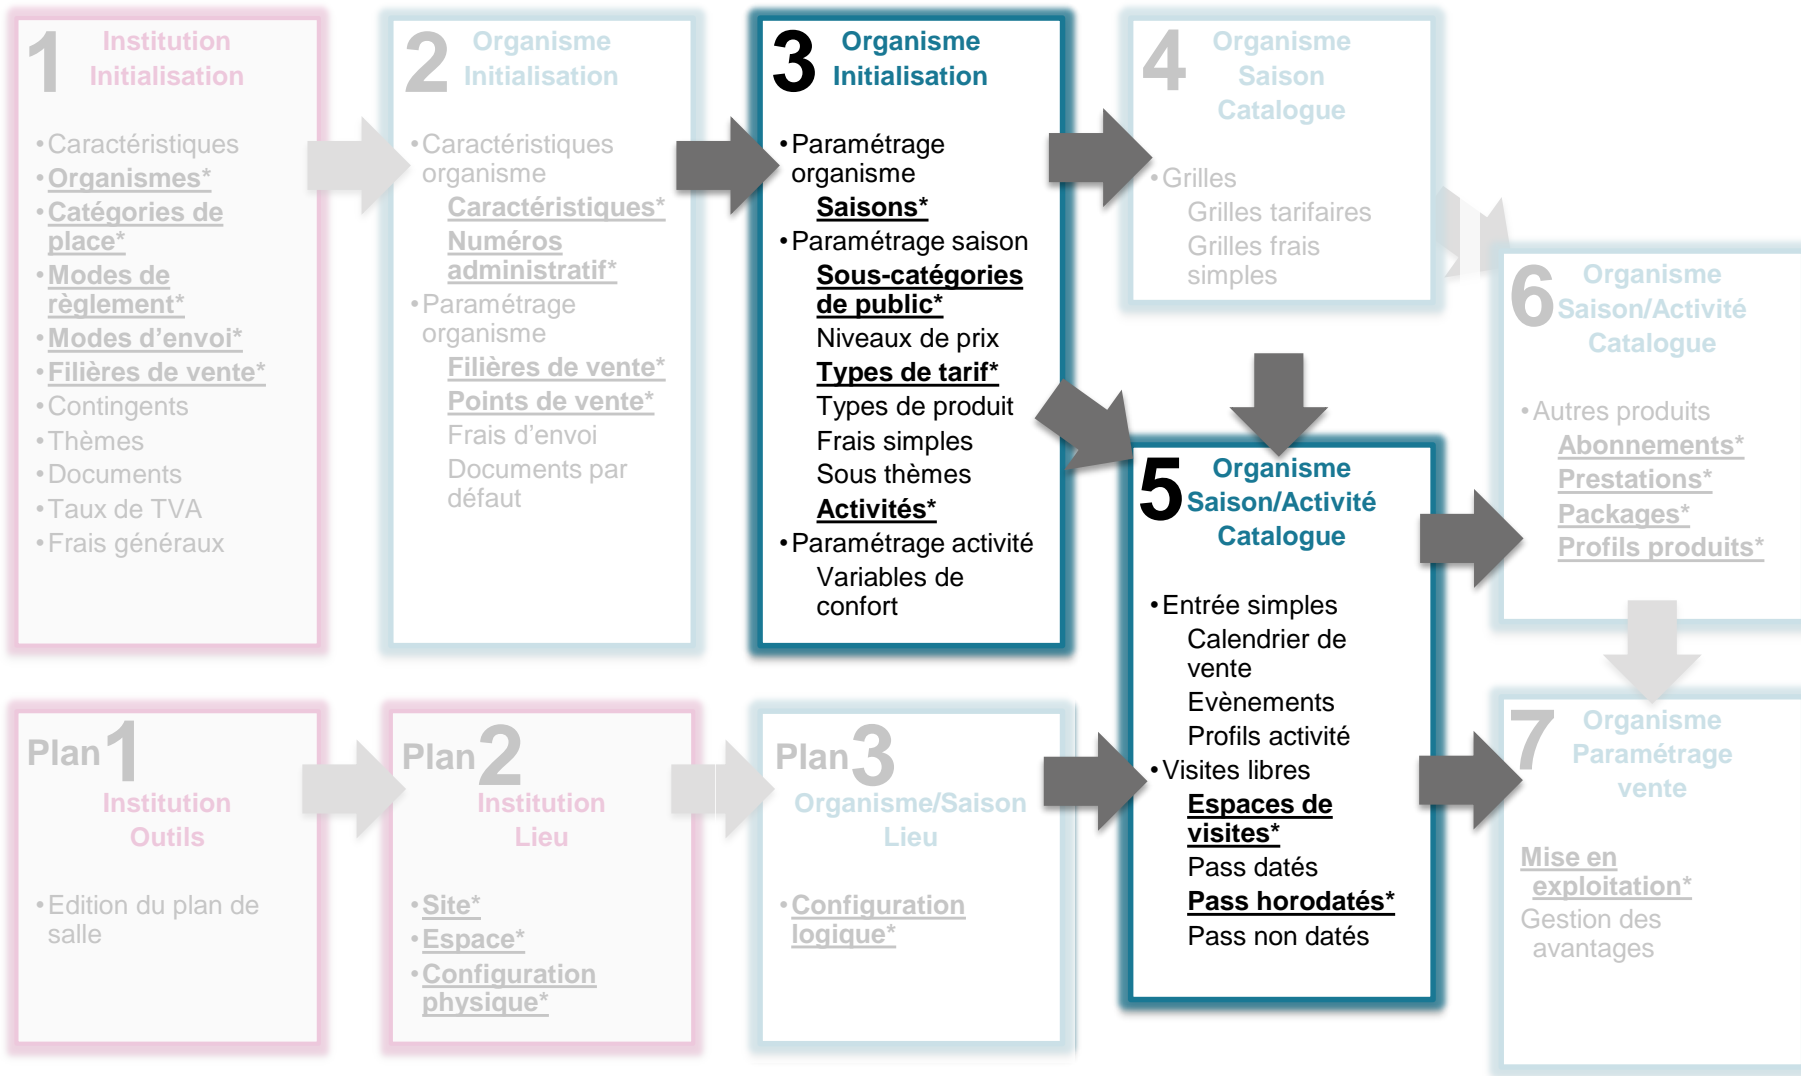 1
Institution
Initialisation
•Caractéristiques
•Organismes*
•Catégories de
place*
•Modes de
règlement*
•Modes d’envoi*
•Filières de vente*
•Contingents
•Thèmes
•Documents
•Taux de TVA
•Frais généraux
2
Organisme
Initialisation
•Caractéristiques
organisme
Caractéristiques*
Numéros
administratif*
•Paramétrage
organisme
Filières de vente*
Points de vente*
Frais d’envoi
Documents par
défaut
3
Organisme
Initialisation
•Paramétrage
organisme
Saisons*
•Paramétrage saison
Sous-catégories
de public*
Niveaux de prix
Types de tarif*
Types de produit
Frais simples
Sous thèmes
Activités*
•Paramétrage activité
Variables de
confort
4
Organisme
Saison
Catalogue
•Grilles
Grilles tarifaires
Grilles frais
simples
5
Organisme
Saison/Activité
Catalogue
•Entrée simples
Calendrier de
vente
Evènements
Profils activité
•Visites libres
Espaces de
visites*
Pass datés
Pass horodatés*
Pass non datés
6
Organisme
Saison/Activité
Catalogue
•Autres produits
Abonnements*
Prestations*
Packages*
Profils produits*
Plan 1
Institution
Outils
•Edition du plan de
salle
Plan 2
Institution
Lieu
•Site*
•Espace*
•Configuration
physique*
Plan 3
Organisme/Saison
Lieu
•Configuration
logique*
7
Organisme
Paramétrage
vente
Mise en
exploitation*
Gestion des
avantages